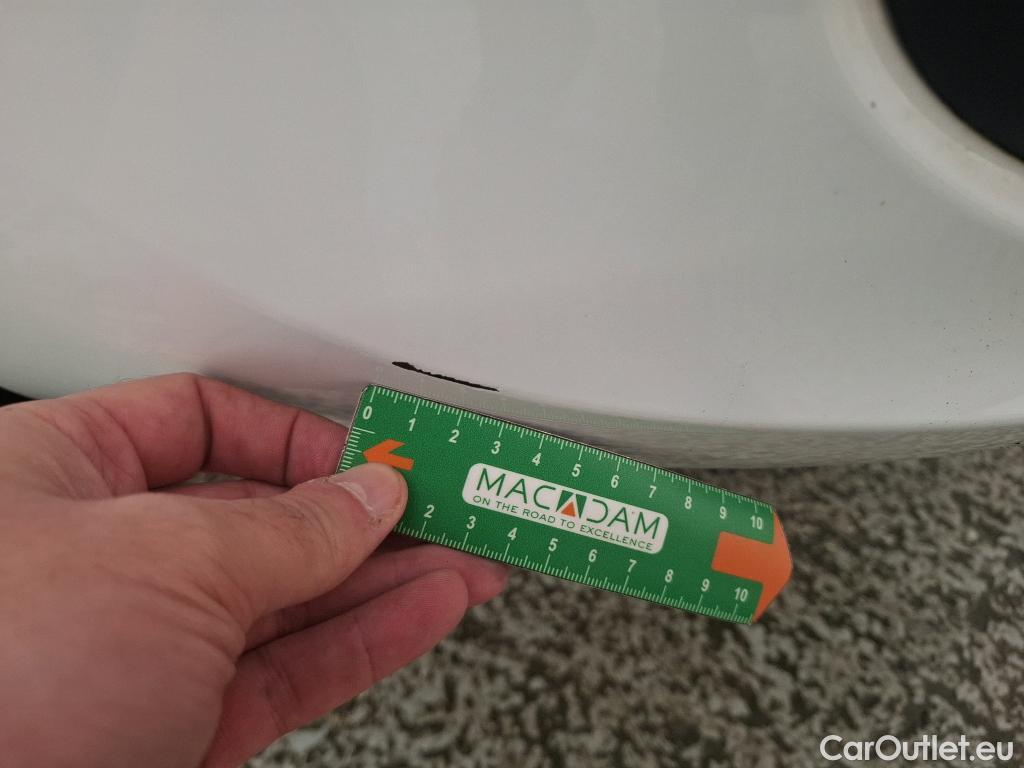 0 1 2 3 4 5 6 7 8 9 10
MACADAM
ON THE ROAD TO EXCELLENCE
2 3 4 5 6 7 8 9 10
CarOutlet.eu